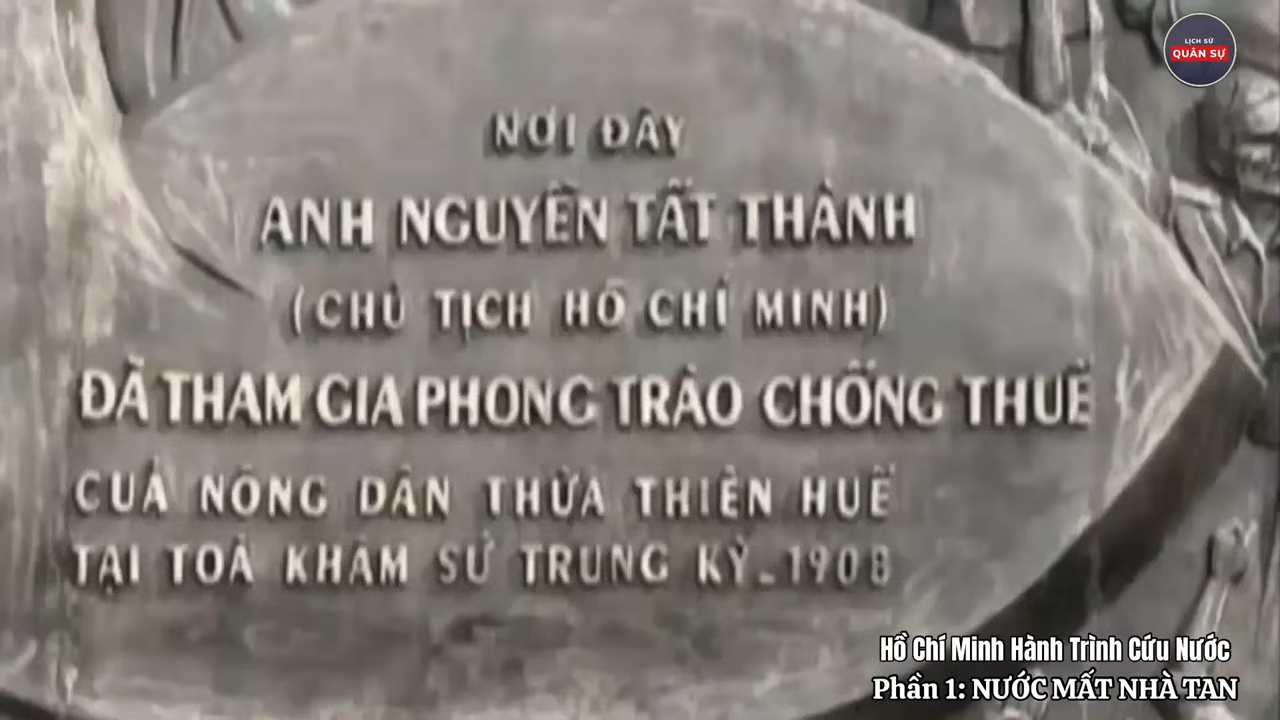 LỊCH SỬ
QUÂN SỰ
NƠI ĐÂY
ANH NGUYỄN TẤT THÀNH
(CHỦ TỊCH HỒ CHÍ MINH)
ĐÃ THAM GIA PHONG TRÀO CHỐNG THUẾ
CUẢ NÔNG DÂN THỪA THIÊN HUẾ
TẠI TOÀ KHÂM SỨ TRUNG KỲ_1908
Hồ Chí Minh Hành Trình Cứu Nước
Phần 1: NƯỚC MẤT NHÀ TAN